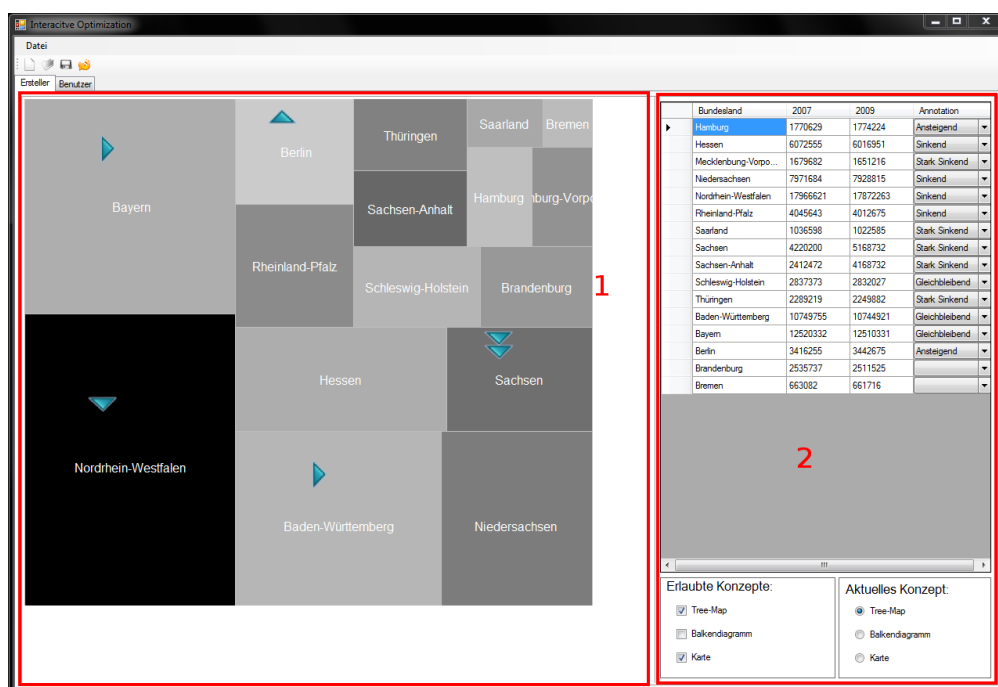 Interacitve Optimization
Datei
Ersteller Benutzer
Bayern
Berlin
Thüringen
Saarland Bremen
Sachsen-Anhalt
Hamburg nburg-Vorpo
Rheinland-Pfalz
Schleswig-Holstein Brandenburg
1
Hessen Sachsen
Nordrhein-Westfalen
Baden-Württemberg Niedersachsen
Bundesland 2007 2009 Annotation
Hamburg 1770629 1774224 Ansteigend
Hessen 6072555 6016951 Sinkend
Mecklenburg-Vorpo... 1679682 1651216 Stark Sinkend
Niedersachsen 7971684 7928815 Sinkend
Nordrhein-Westfalen 17966621 17872263 Sinkend
Rheinland-Pfalz 4045643 4012675 Sinkend
Saarland 1036598 1022585 Stark Sinkend
Sachsen 4220200 5168732 Stark Sinkend
Sachsen-Anhalt 2412472 4168732 Stark Sinkend
Schleswig-Holstein 2837373 2832027 Gleichbleibend
Thüringen 2289219 2249882 Stark Sinkend
Baden-Württemberg 10749755 10744921 Gleichbleibend
Bayern 12520332 12510331 Gleichbleibend
Berlin 3416255 3442675 Ansteigend
Brandenburg 2535737 2511525
Bremen 663082 661716
2
Erlaubte Konzepte:
Tree-Map
Balkendiagramm
Karte
Aktuelles Konzept:
Tree-Map
Balkendiagramm
Karte